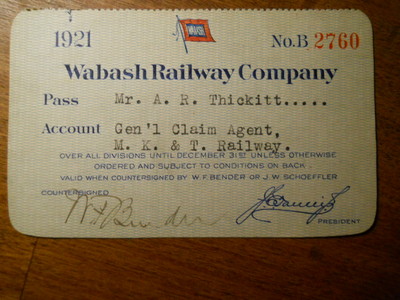 1921 WABASH No.B 2760
Wabash Railway Company
Pass Mr. A. R. Thickitt.....
Account Gen'l Claim Agent,
M. K. & T. Railway.
OVER ALL DIVISIONS UNTIL DECEMBER 31ST UNLESS OTHERWISE
ORDERED AND SUBJECT TO CONDITIONS ON BACK
VALID WHEN COUNTERSIGNED BY W. F. BENDER OR J. W. SCHOEFFLER
COUNTERSIGNED
W F Bender
PRESIDENT